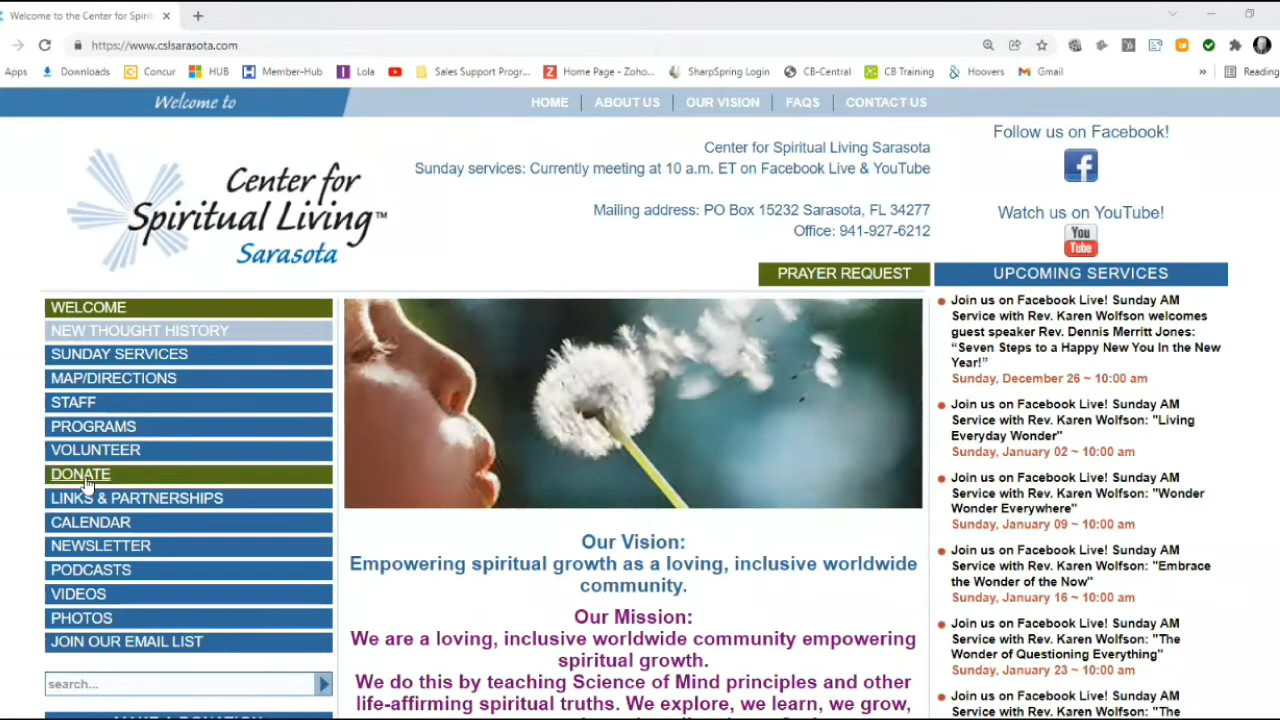 Welcome to the Center for Spirit
https://www.cslsarasota.com
Apps
Downloads
Concur
HUB
Member-Hub
Lola
Sales Support Progr...
Home Page - Zoho...
SharpSpring Login
CB-Central
CB Training
Hoovers
Gmail
»
Reading
Welcome to
HOME
ABOUT US
OUR VISION
FAQS
CONTACT US
Center for
Spiritual Living™
Sarasota
Center for Spiritual Living Sarasota
Sunday services: Currently meeting at 10 a.m. ET on Facebook Live & YouTube
Mailing address: PO Box 15232 Sarasota, FL 34277
Office: 941-927-6212
PRAYER REQUEST
Follow us on Facebook!
f
Watch us on YouTube!
You
Tube
UPCOMING SERVICES
WELCOME
NEW THOUGHT HISTORY
SUNDAY SERVICES
MAP/DIRECTIONS
STAFF
PROGRAMS
VOLUNTEER
DONATE
LINKS & PARTNERSHIPS
CALENDAR
NEWSLETTER
PODCASTS
VIDEOS
PHOTOS
JOIN OUR EMAIL LIST
search...
MAKE A DONATION
Our Vision:
Empowering spiritual growth as a loving, inclusive worldwide
community.
Our Mission:
We are a loving, inclusive worldwide community empowering
spiritual growth.
We do this by teaching Science of Mind principles and other
life-affirming spiritual truths. We explore, we learn, we grow,
Join us on Facebook Live! Sunday AM
Service with Rev. Karen Wolfson welcomes
guest speaker Rev. Dennis Merritt Jones:
“Seven Steps to a Happy New You In the New
Year!”
Sunday, December 26 ~ 10:00 am
Join us on Facebook Live! Sunday AM
Service with Rev. Karen Wolfson: "Living
Everyday Wonder"
Sunday, January 02 ~ 10:00 am
Join us on Facebook Live! Sunday AM
Service with Rev. Karen Wolfson: "Wonder
Wonder Everywhere"
Sunday, January 09 ~ 10:00 am
Join us on Facebook Live! Sunday AM
Service with Rev. Karen Wolfson: "Embrace
the Wonder of the Now"
Sunday, January 16 ~ 10:00 am
Join us on Facebook Live! Sunday AM
Service with Rev. Karen Wolfson: "The
Wonder of Questioning Everything"
Sunday, January 23 ~ 10:00 am
Join us on Facebook Live! Sunday AM
Service with Rev. Karen Wolfson: "The